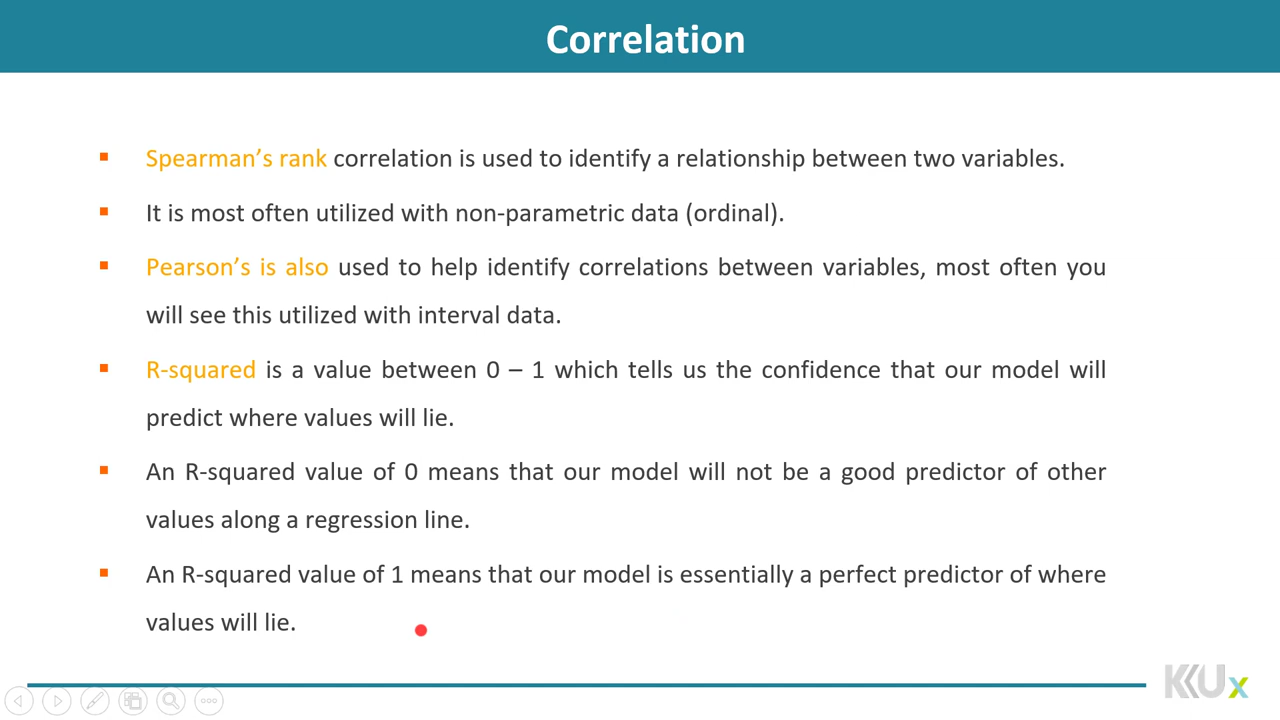 Correlation
Spearman's rank correlation is used to identify a relationship between two variables.
It is most often utilized with non-parametric data (ordinal).
Pearson's is also used to help identify correlations between variables, most often you
will see this utilized with interval data.
R-squared is a value between 0 – 1 which tells us the confidence that our model will
predict where values will lie.
An R-squared value of 0 means that our model will not be a good predictor of other
values along a regression line.
An R-squared value of 1 means that our model is essentially a perfect predictor of where
values will lie.
KKUx